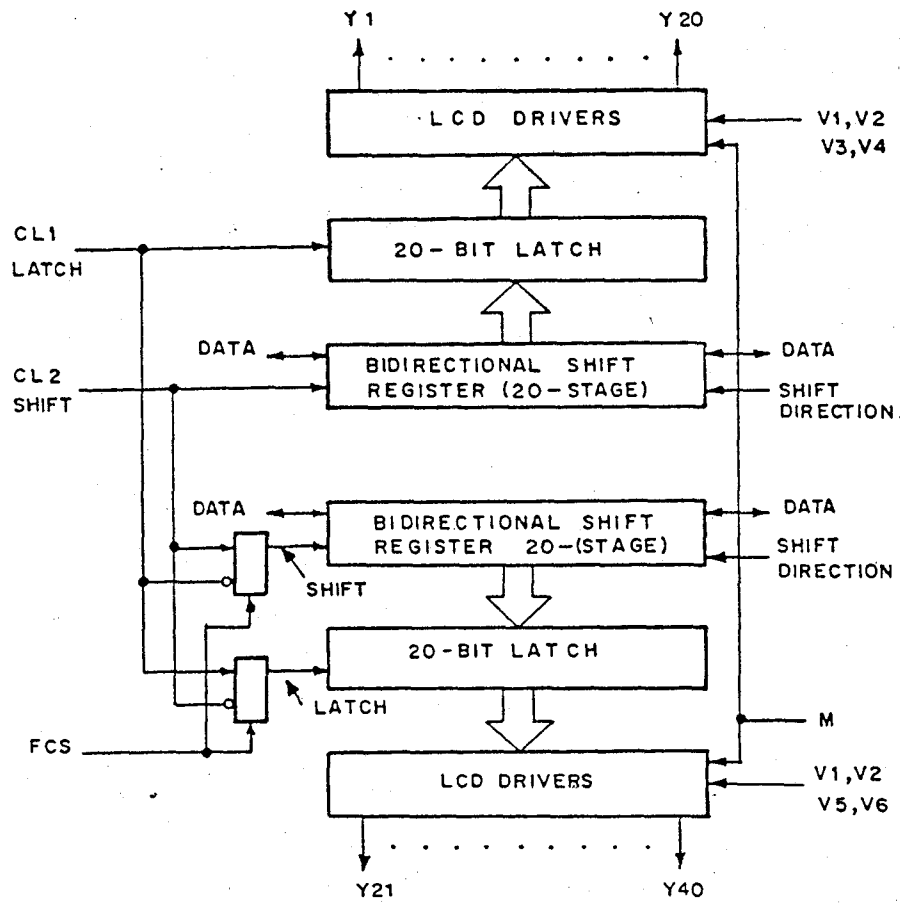 Y 1
Y 20
LCD DRIVERS
V1,V2
V3,V4
CL1
LATCH
20-BIT LATCH
DATA
BIDIRECTIONAL SHIFT
REGISTER (20-STAGE)
DATA
CL2
SHIFT
SHIFT
DIRECTION.
DATA
BIDIRECTIONAL SHIFT
REGISTER 20-(STAGE)
DATA
SHIFT
DIRECTION
SHIFT
20-BIT LATCH
LATCH
M
FCS
LCD DRIVERS
V1,V2
V5,V6
Y21
Y40